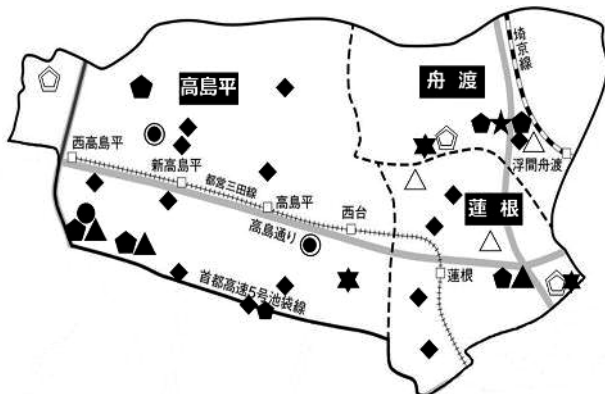 埼京線
高島平
舟渡
西高島平
新高島平
都営三田線
高島平
浮間舟渡
西台
蓮根
高島通り
蓮根
首都高速5号池袋線